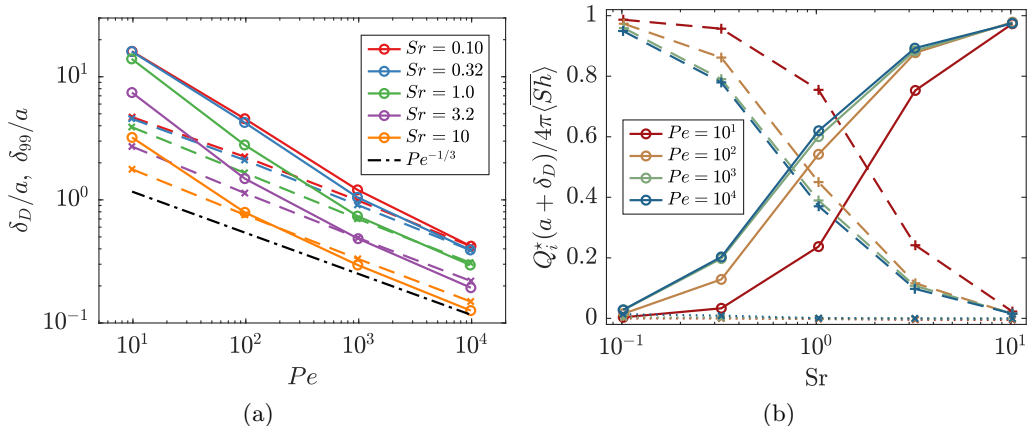 δ_D/a, δ_99/a
10^1
10^0
10^{-1}
10^1
10^2
10^3
10^4
Pe
Sr = 0.10
Sr = 0.32
Sr = 1.0
Sr = 3.2
Sr = 10
Pe^{-1/3}
(a)
Q_i^⋆(a + δ_D)/4π⟨\overline{Sh}⟩
1
0.8
0.6
0.4
0.2
0
10^{-1}
10^0
10^1
Sr
Pe = 10^1
Pe = 10^2
Pe = 10^3
Pe = 10^4
(b)